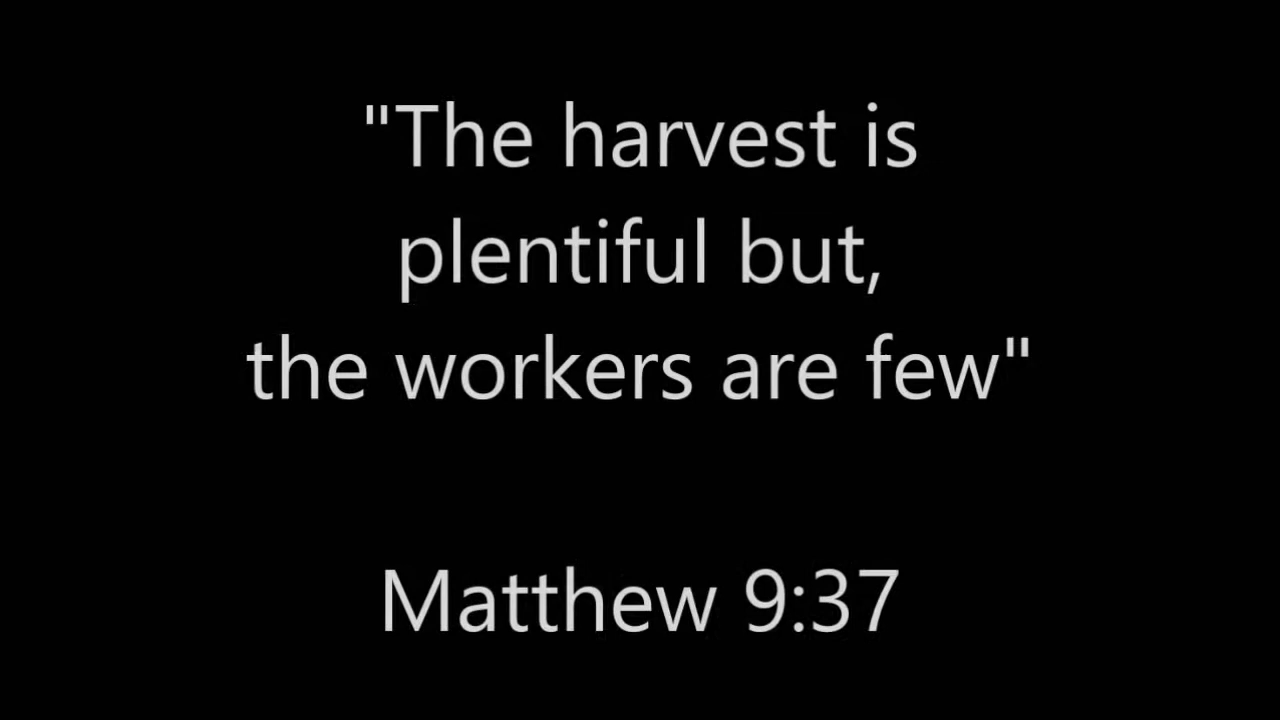 "The harvest is
plentiful but,
the workers are few"
Matthew 9:37